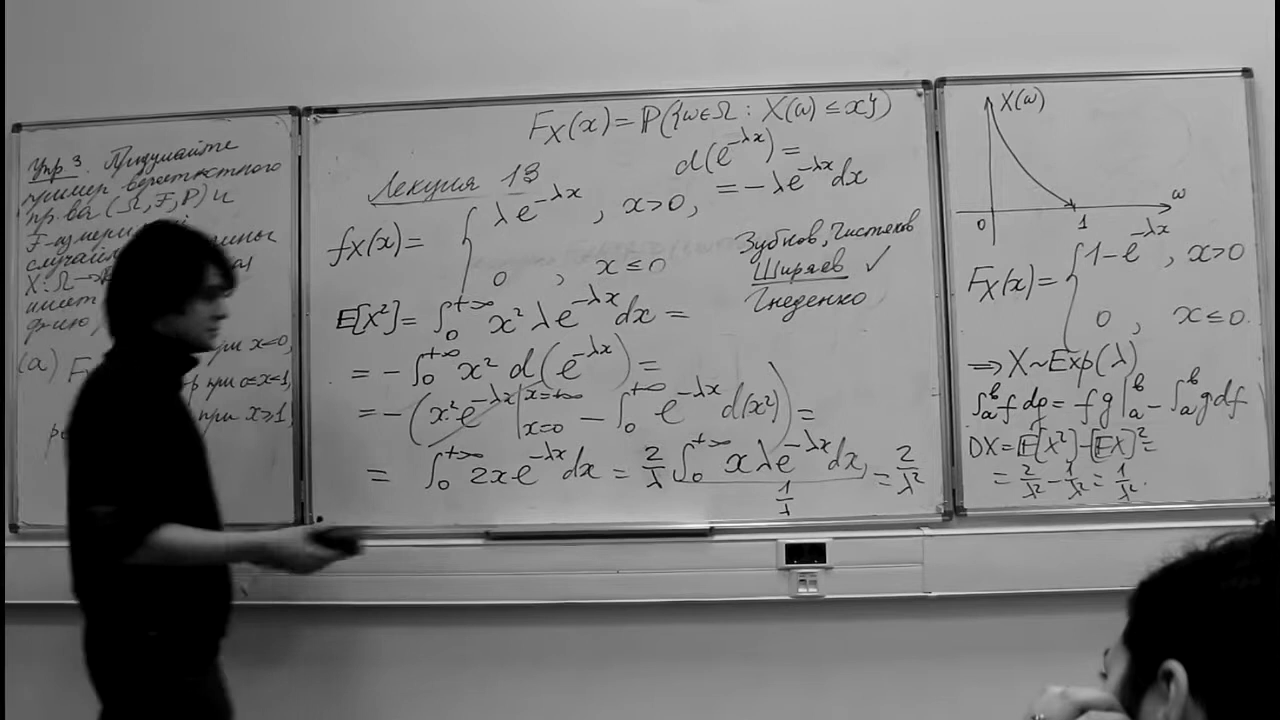 Упр 3. Придумайте
пример вероятностного
пр-ва (Ω, F, P) и
F-измери
случай
X: Ω →
имеет
ф-ию
(a) F при x<0,
при 0≤x<1,
при x≥1,
F_X(x) = P({ω∈Ω : X(ω) ≤ x})
Лекция 13
d(e^{-λx}) =
= -λe^{-λx}dx
f_X(x) = { λe^{-λx}, x>0,
0, x≤0
Зубков, Чистяков
Ширяев ✓
Гнеденко
E[X²] = ∫_0^{+∞} x² λe^{-λx}dx =
= -∫_0^{+∞} x² d(e^{-λx}) =
= -(x²e^{-λx}|_{x=0}^{x=+∞} - ∫_0^{+∞} e^{-λx} d(x²)) =
= ∫_0^{+∞} 2xe^{-λx}dx = 2/λ ∫_0^{+∞} xλe^{-λx}dx = 2/λ²
1/λ
X(ω)
ω
0 1
F_X(x) = { 1-e^{-λx}, x>0
0, x≤0.
⇒ X~Exp(λ)
∫_a^b f dg = fg|_a^b - ∫_a^b g df
DX = E[X²] - [EX]² =
= 2/λ² - 1/λ² = 1/λ².